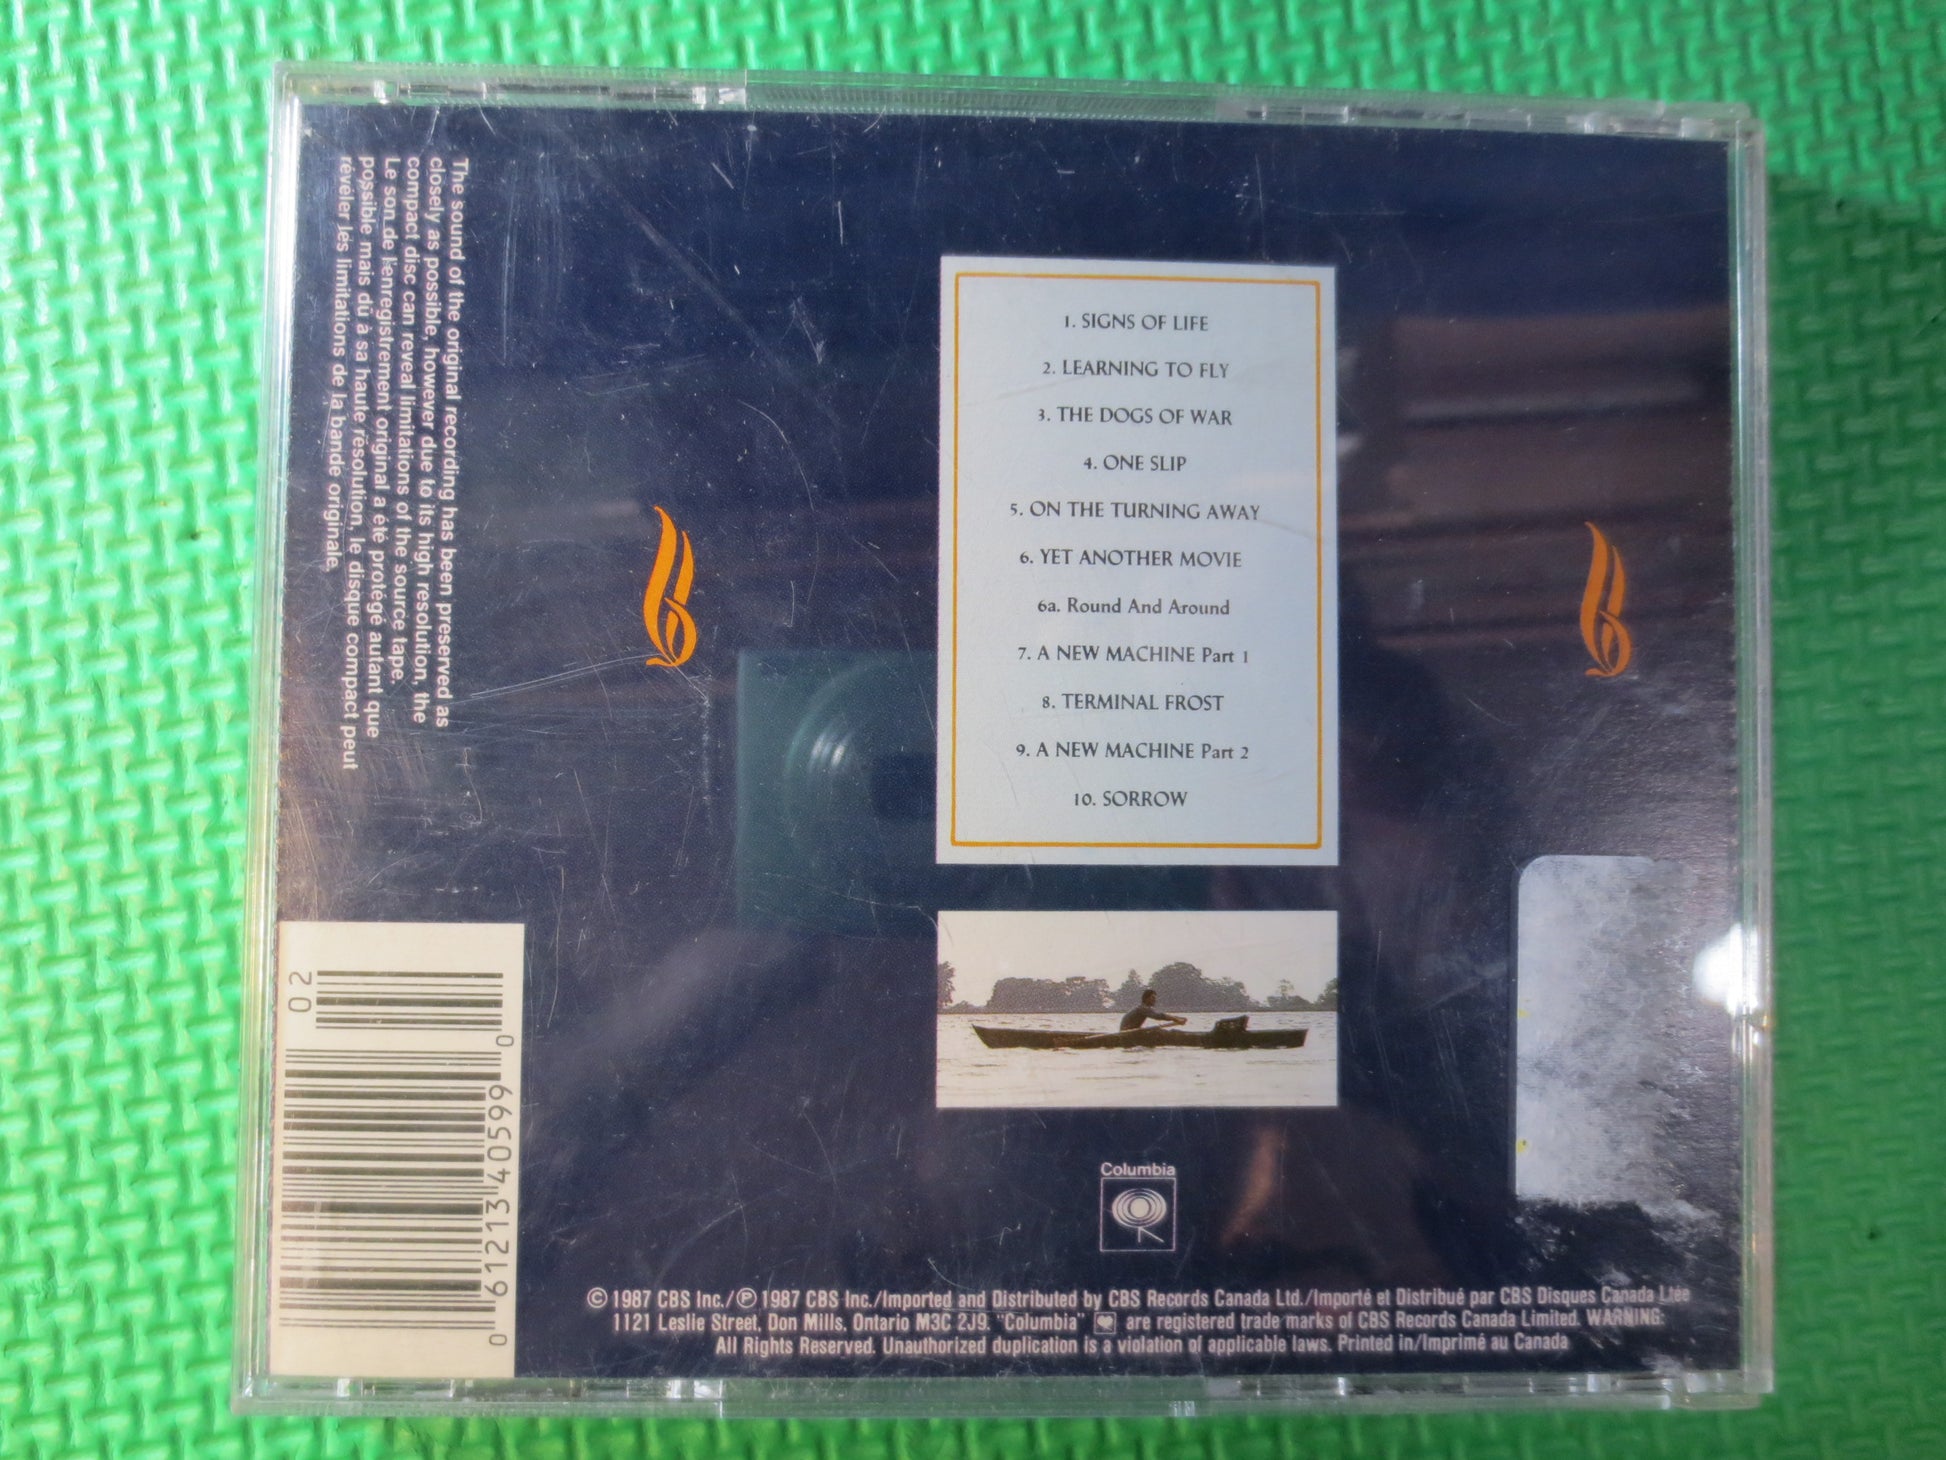 The sound of the original recording has been preserved as
closely as possible, however due to its high resolution, the
compact disc can reveal limitations of the source tape.
Le son de l'enregistrement original a été protégé autant que
possible mais dû à sa haute résolution, le disque compact peut
révéler les limitations de la bande originale.
1. SIGNS OF LIFE
2. LEARNING TO FLY
3. THE DOGS OF WAR
4. ONE SLIP
5. ON THE TURNING AWAY
6. YET ANOTHER MOVIE
6a. Round And Around
7. A NEW MACHINE Part 1
8. TERMINAL FROST
9. A NEW MACHINE Part 2
10. SORROW
02
0 6121340599 0
Columbia
© 1987 CBS Inc./℗ 1987 CBS Inc./Imported and Distributed by CBS Records Canada Ltd./Importé et Distribué par CBS Disques Canada Ltée
1121 Leslie Street, Don Mills, Ontario M3C 2J9. "Columbia" are registered trade marks of CBS Records Canada Limited. WARNING:
All Rights Reserved. Unauthorized duplication is a violation of applicable laws. Printed in/Imprimé au Canada